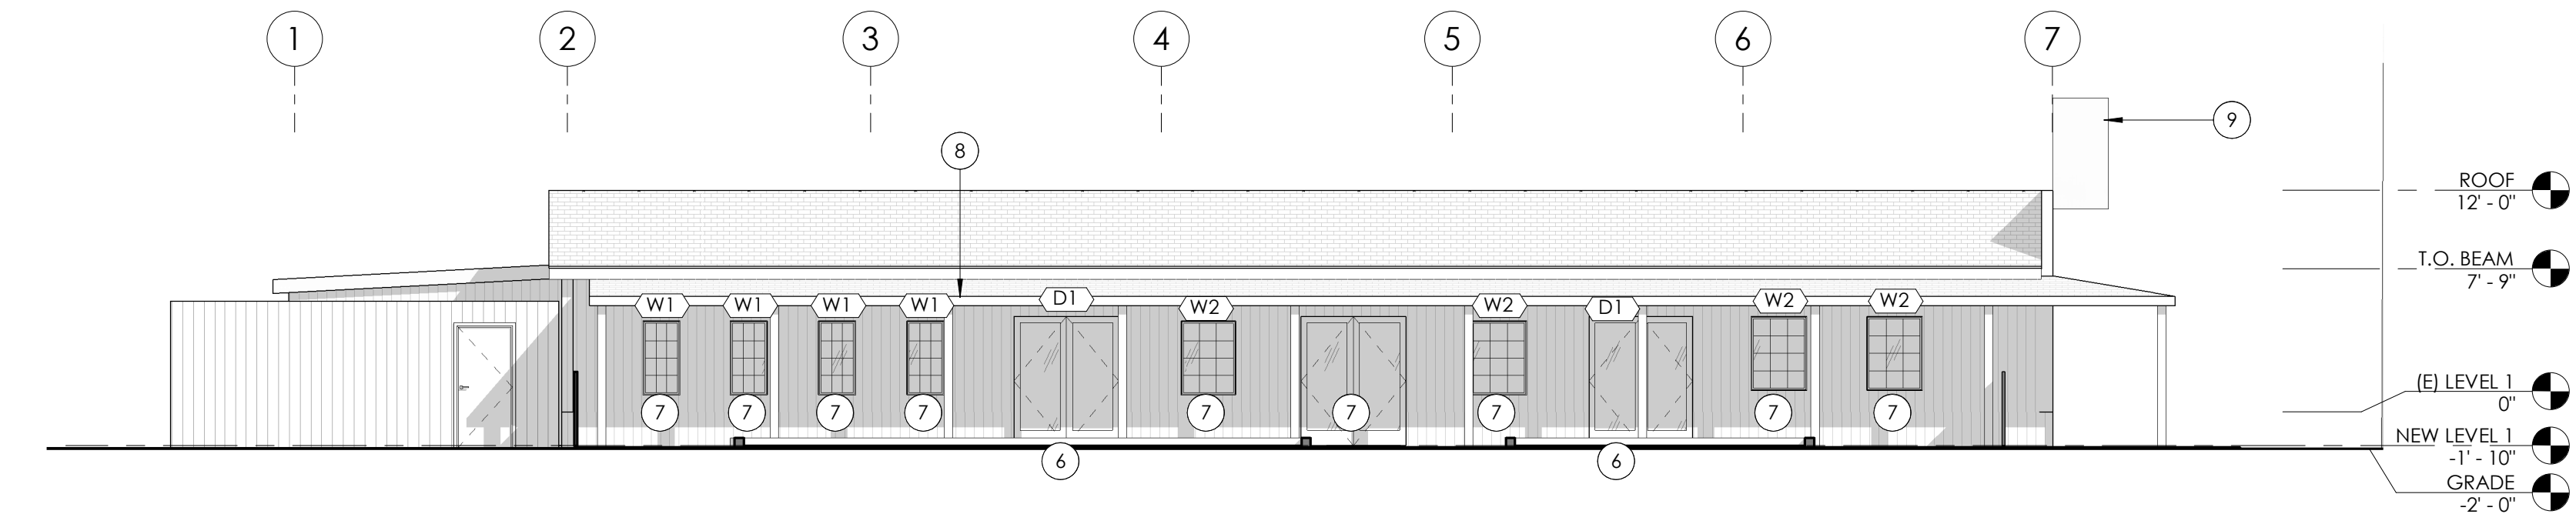 1 2 3 4 5 6 7
9
8
ROOF
12' - 0"
T.O. BEAM
7' - 9"
W1 W1 W1 W1 D1 W2 W2 D1 W2 W2
(E) LEVEL 1
0"
7 7 7 7 7 7 7 7 7
NEW LEVEL 1
-1' - 10"
6 6
GRADE
-2' - 0"